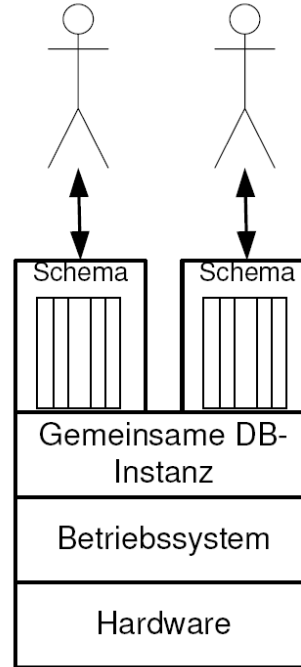 Schema Schema
Gemeinsame DB-
Instanz
Betriebssystem
Hardware